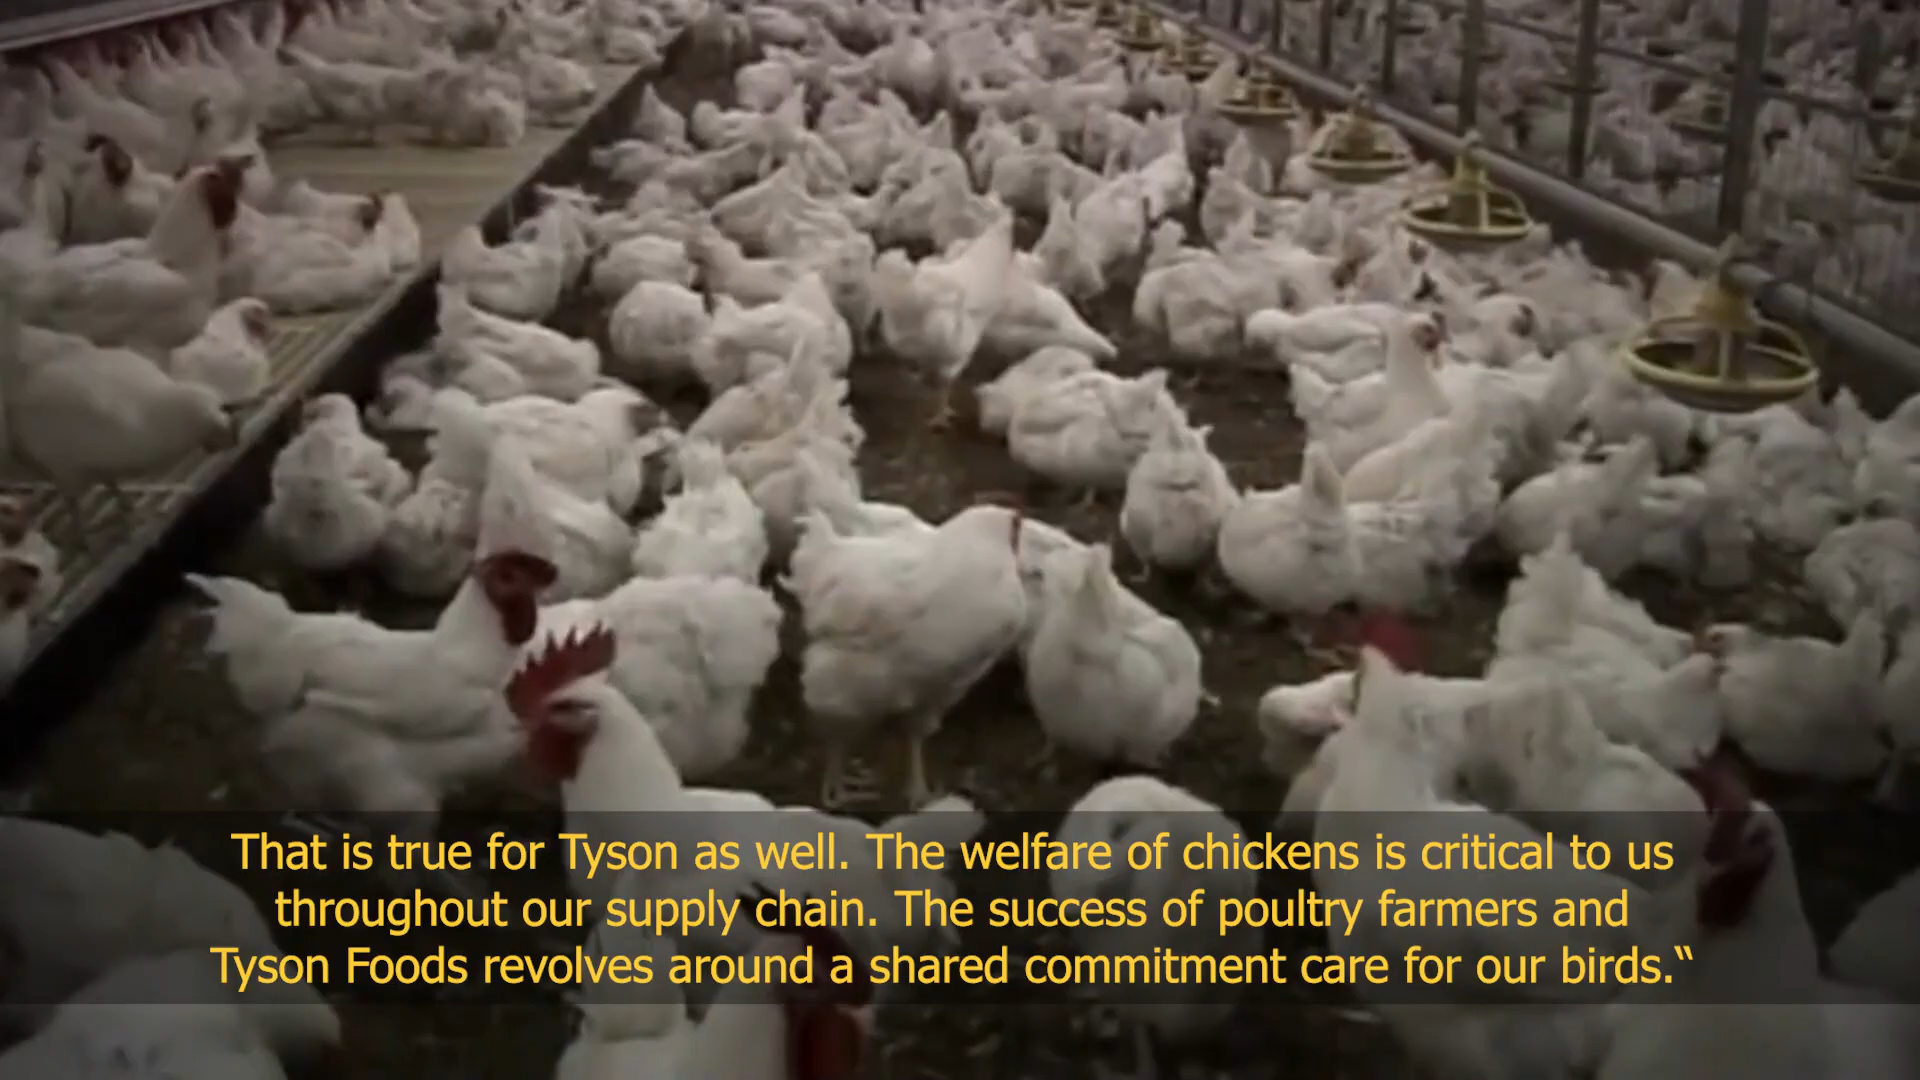 That is true for Tyson as well. The welfare of chickens is critical to us
throughout our supply chain. The success of poultry farmers and
Tyson Foods revolves around a shared commitment care for our birds.“